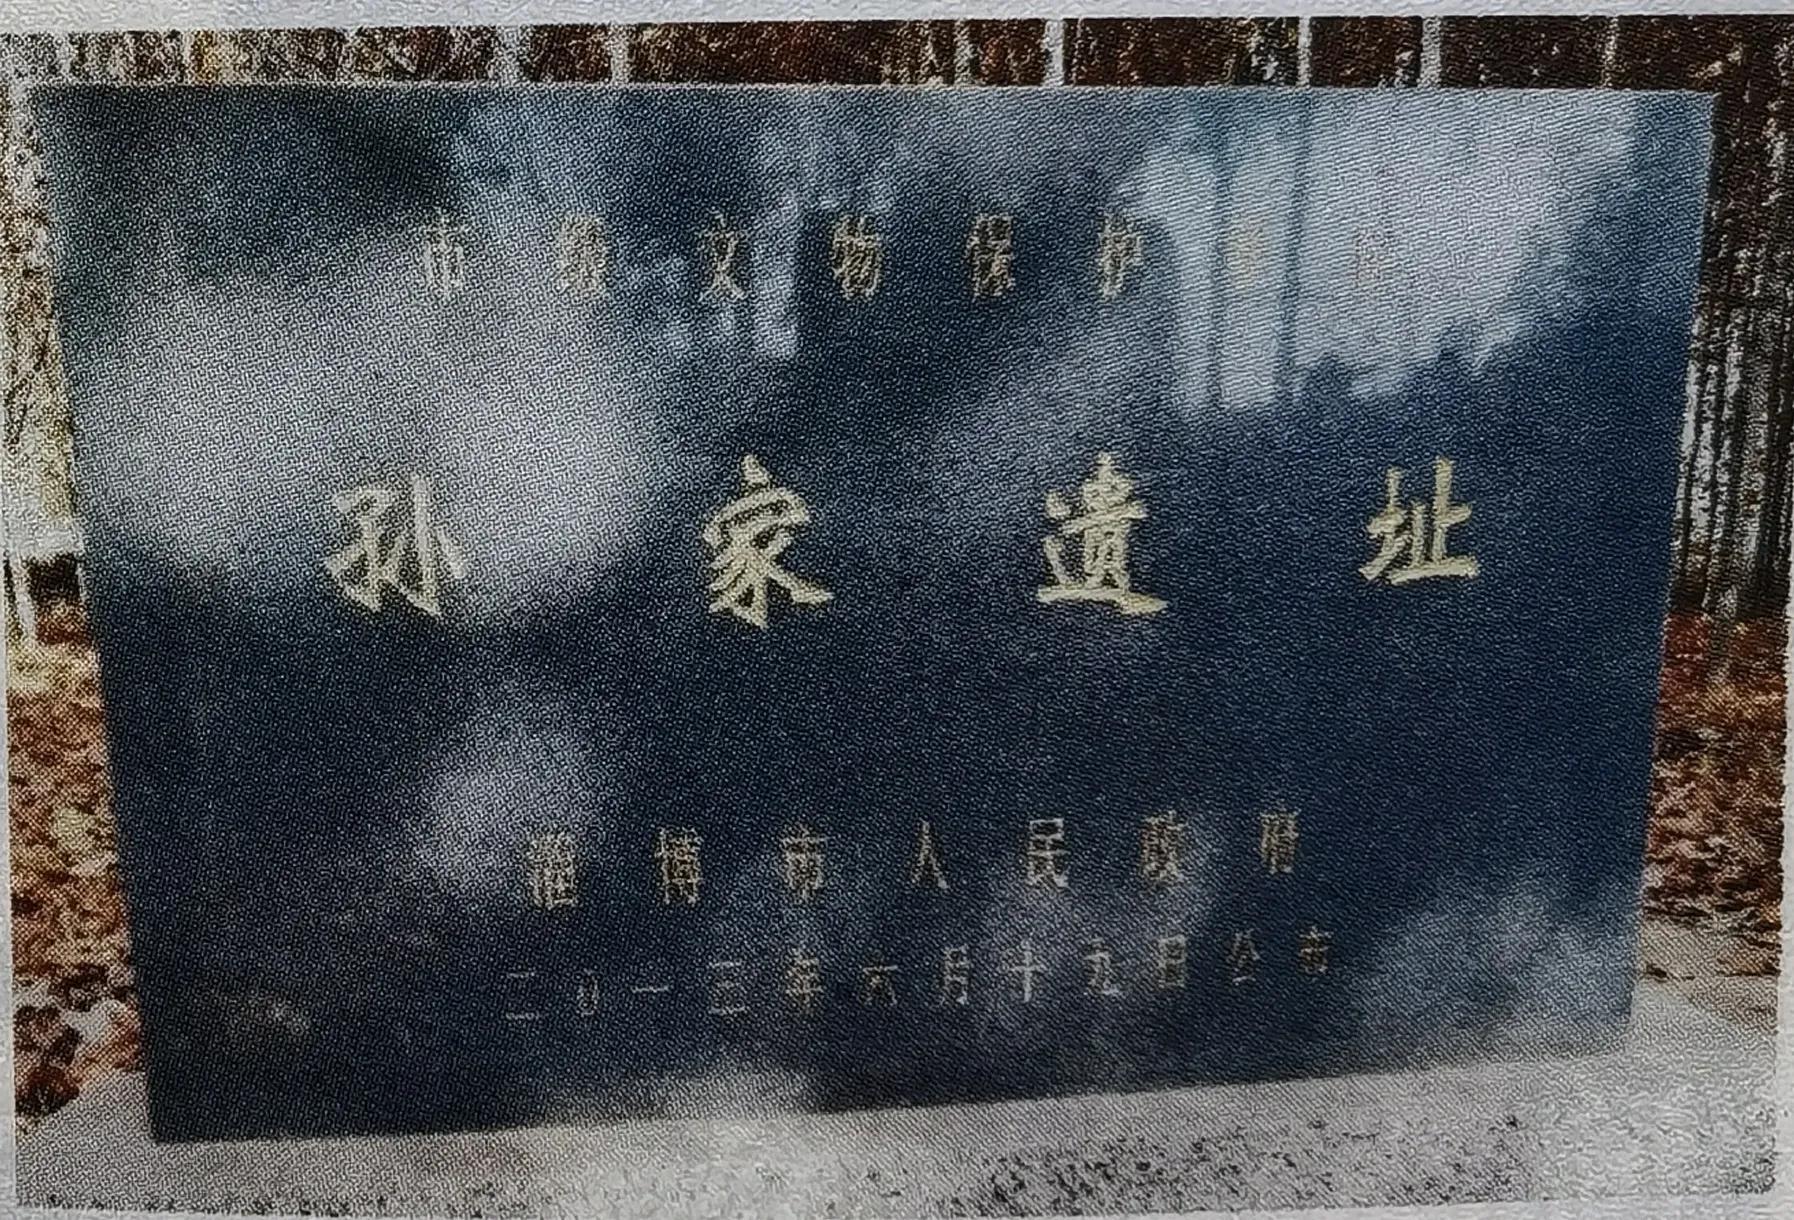 市级文物保护单位
孙家遗址
淄博市人民政府
二0一三年六月十九日公布